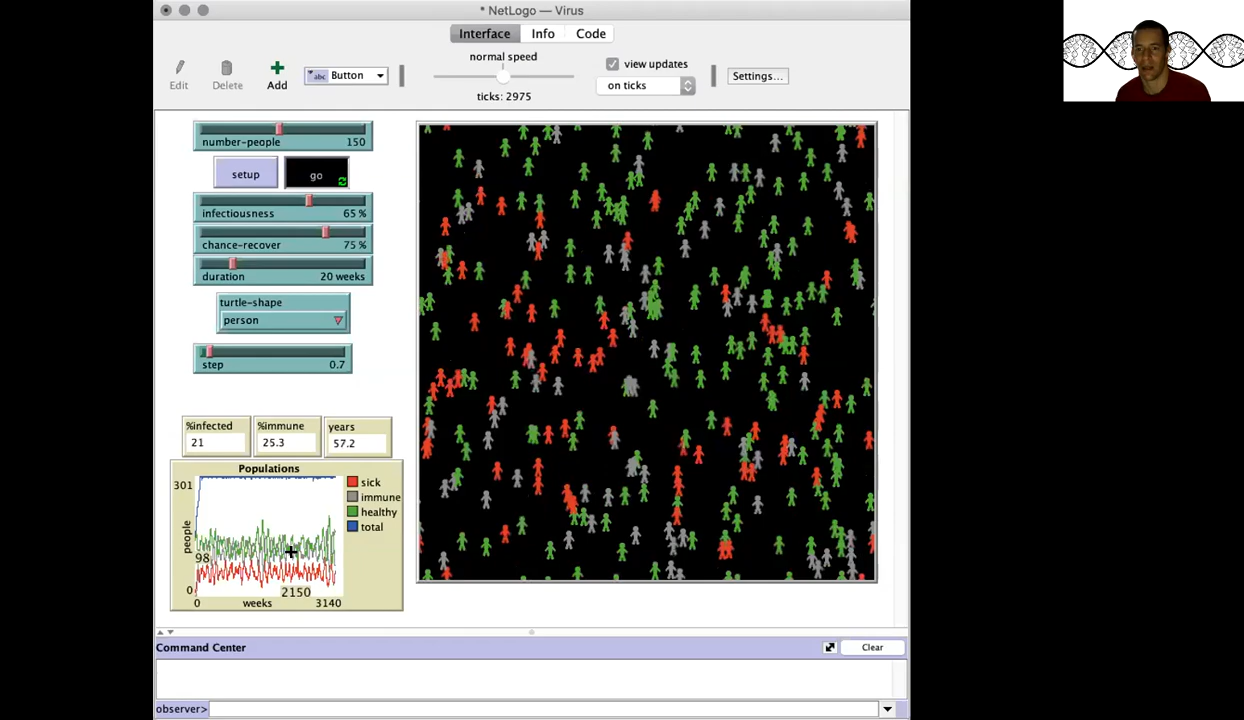 * NetLogo — Virus
Interface Info Code
normal speed
view updates
Edit Delete Add abc Button
on ticks
Settings...
ticks: 2975
number-people 150
setup go
infectiousness 65 %
chance-recover 75 %
duration 20 weeks
turtle-shape
person
step 0.7
%infected %immune years
21 25.3 57.2
Populations
301
people
98
0
2150
0 weeks 3140
sick
immune
healthy
total
Command Center
Clear
observer>